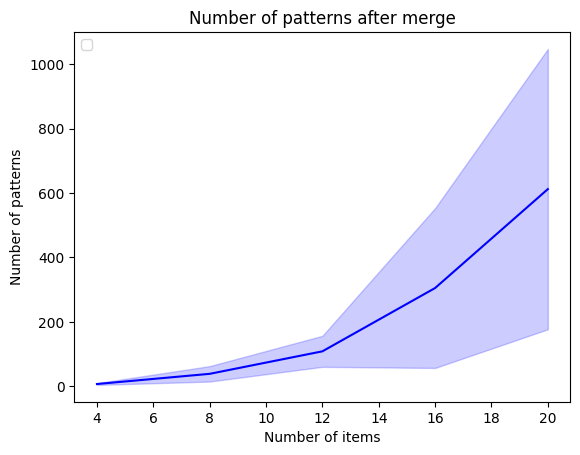 Number of patterns after merge
1000
800
600
400
200
0
Number of patterns
4 6 8 10 12 14 16 18 20
Number of items